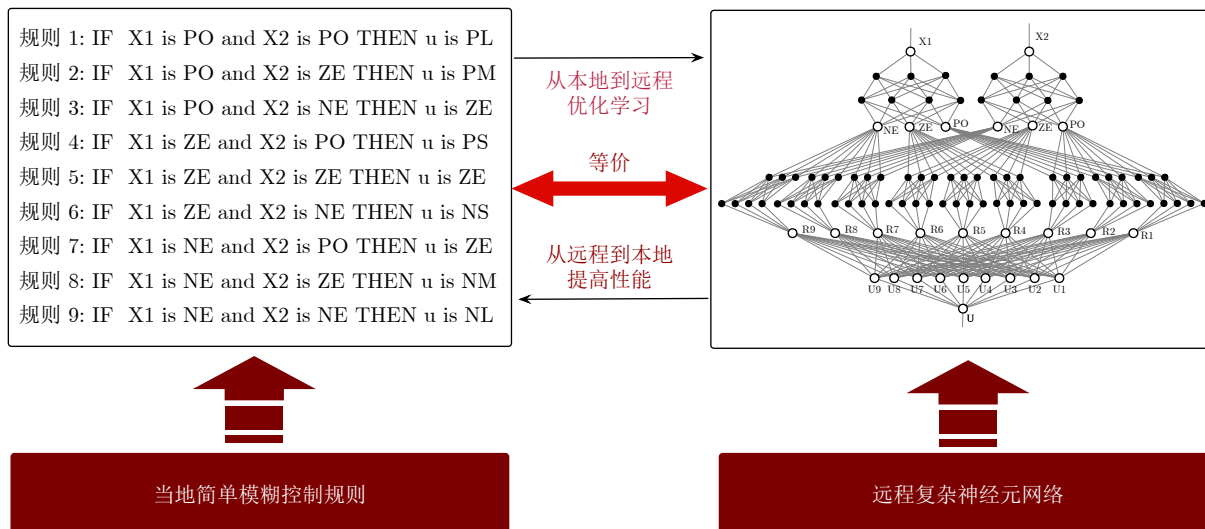 规则 1: IF X1 is PO and X2 is PO THEN u is PL
规则 2: IF X1 is PO and X2 is ZE THEN u is PM
规则 3: IF X1 is PO and X2 is NE THEN u is ZE
规则 4: IF X1 is ZE and X2 is PO THEN u is PS
规则 5: IF X1 is ZE and X2 is ZE THEN u is ZE
规则 6: IF X1 is ZE and X2 is NE THEN u is NS
规则 7: IF X1 is NE and X2 is PO THEN u is ZE
规则 8: IF X1 is NE and X2 is ZE THEN u is NM
规则 9: IF X1 is NE and X2 is NE THEN u is NL
从本地到远程
优化学习
等价
从远程到本地
提高性能
X1 X2
NE ZE PO NE ZE PO
R9 R8 R7 R6 R5 R4 R3 R2 R1
U9 U8 U7 U6 U5 U4 U3 U2 U1
U
当地简单模糊控制规则
远程复杂神经元网络